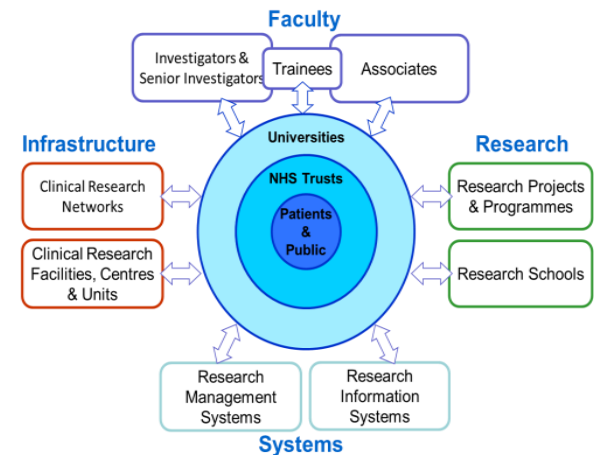 Faculty
Investigators &
Senior Investigators
Trainees
Associates
Universities
Infrastructure
Research
NHS Trusts
Clinical Research
Networks
Patients
&
Public
Research Projects
& Programmes
Clinical Research
Facilities, Centres
& Units
Research Schools
Research
Management
Systems
Research
Information
Systems
Systems